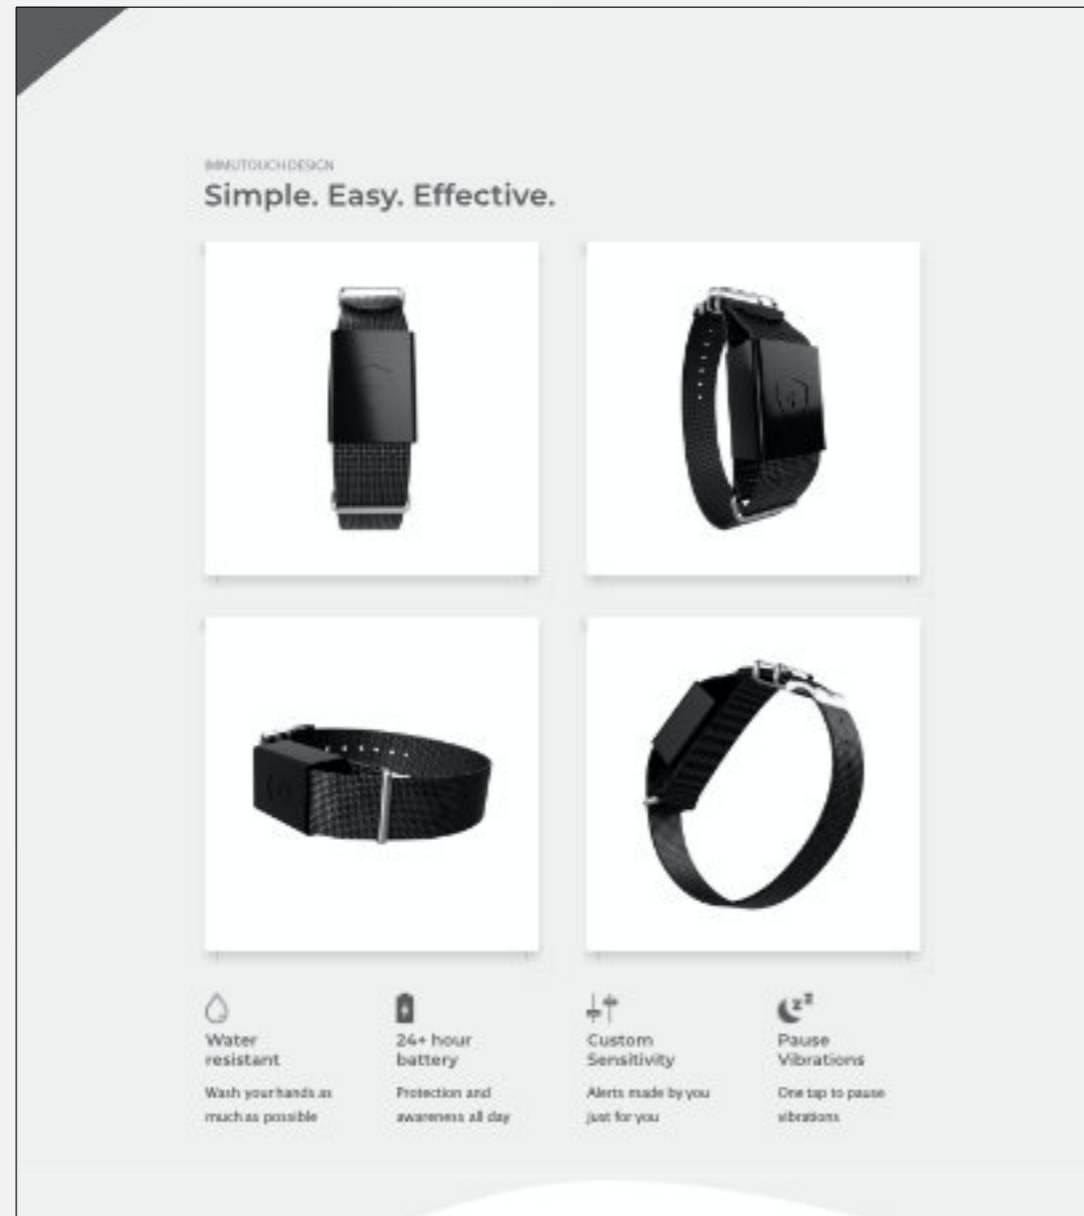 IMMUTOUCH DESIGN
Simple. Easy. Effective.
Water
resistant
Wash your hands as
much as possible
24+ hour
battery
Protection and
awareness all day
Custom
Sensitivity
Alerts made by you
just for you
Pause
Vibrations
One tap to pause
vibrations